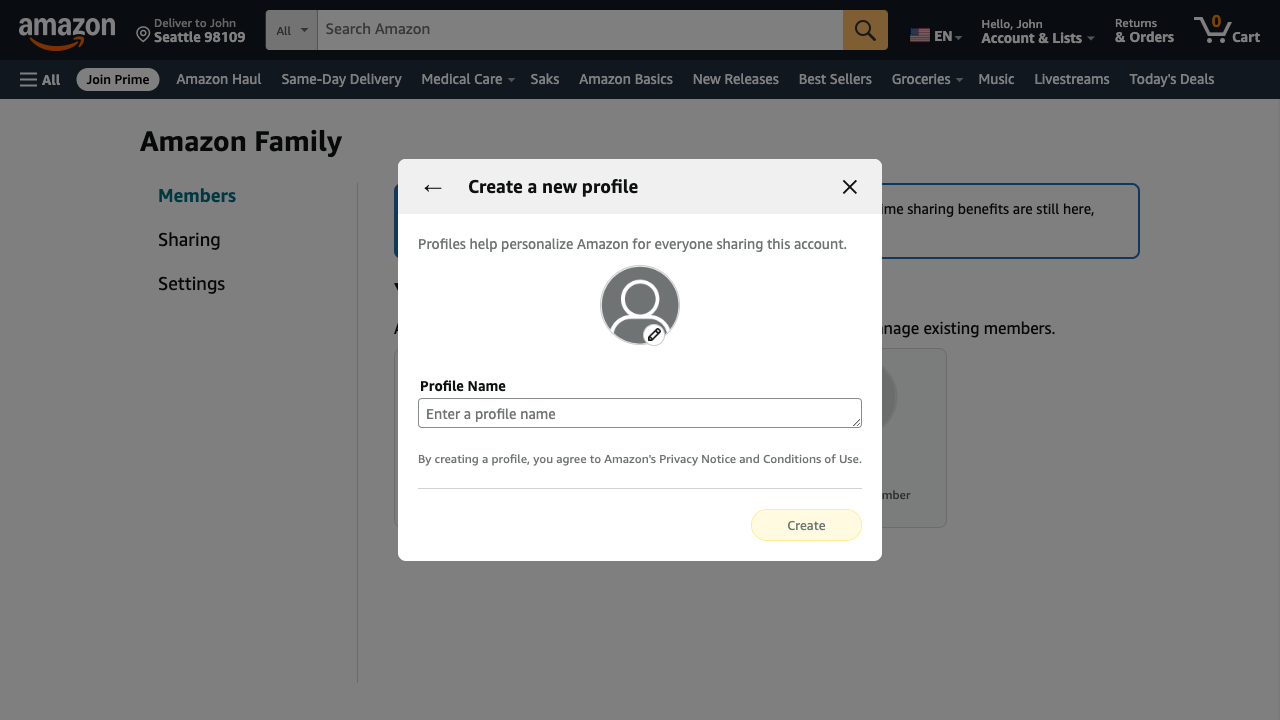 amazon
Deliver to John
Seattle 98109
All
Search Amazon
EN
Hello, John
Account & Lists
Returns
& Orders
0
Cart
All
Join Prime
Amazon Haul
Same-Day Delivery
Medical Care
Saks
Amazon Basics
New Releases
Best Sellers
Groceries
Music
Livestreams
Today's Deals
Amazon Family
Members
Sharing
Settings
sharing benefits are still here,
existing members.
Create a new profile
Profiles help personalize Amazon for everyone sharing this account.
Profile Name
Enter a profile name
By creating a profile, you agree to Amazon's Privacy Notice and Conditions of Use.
Create